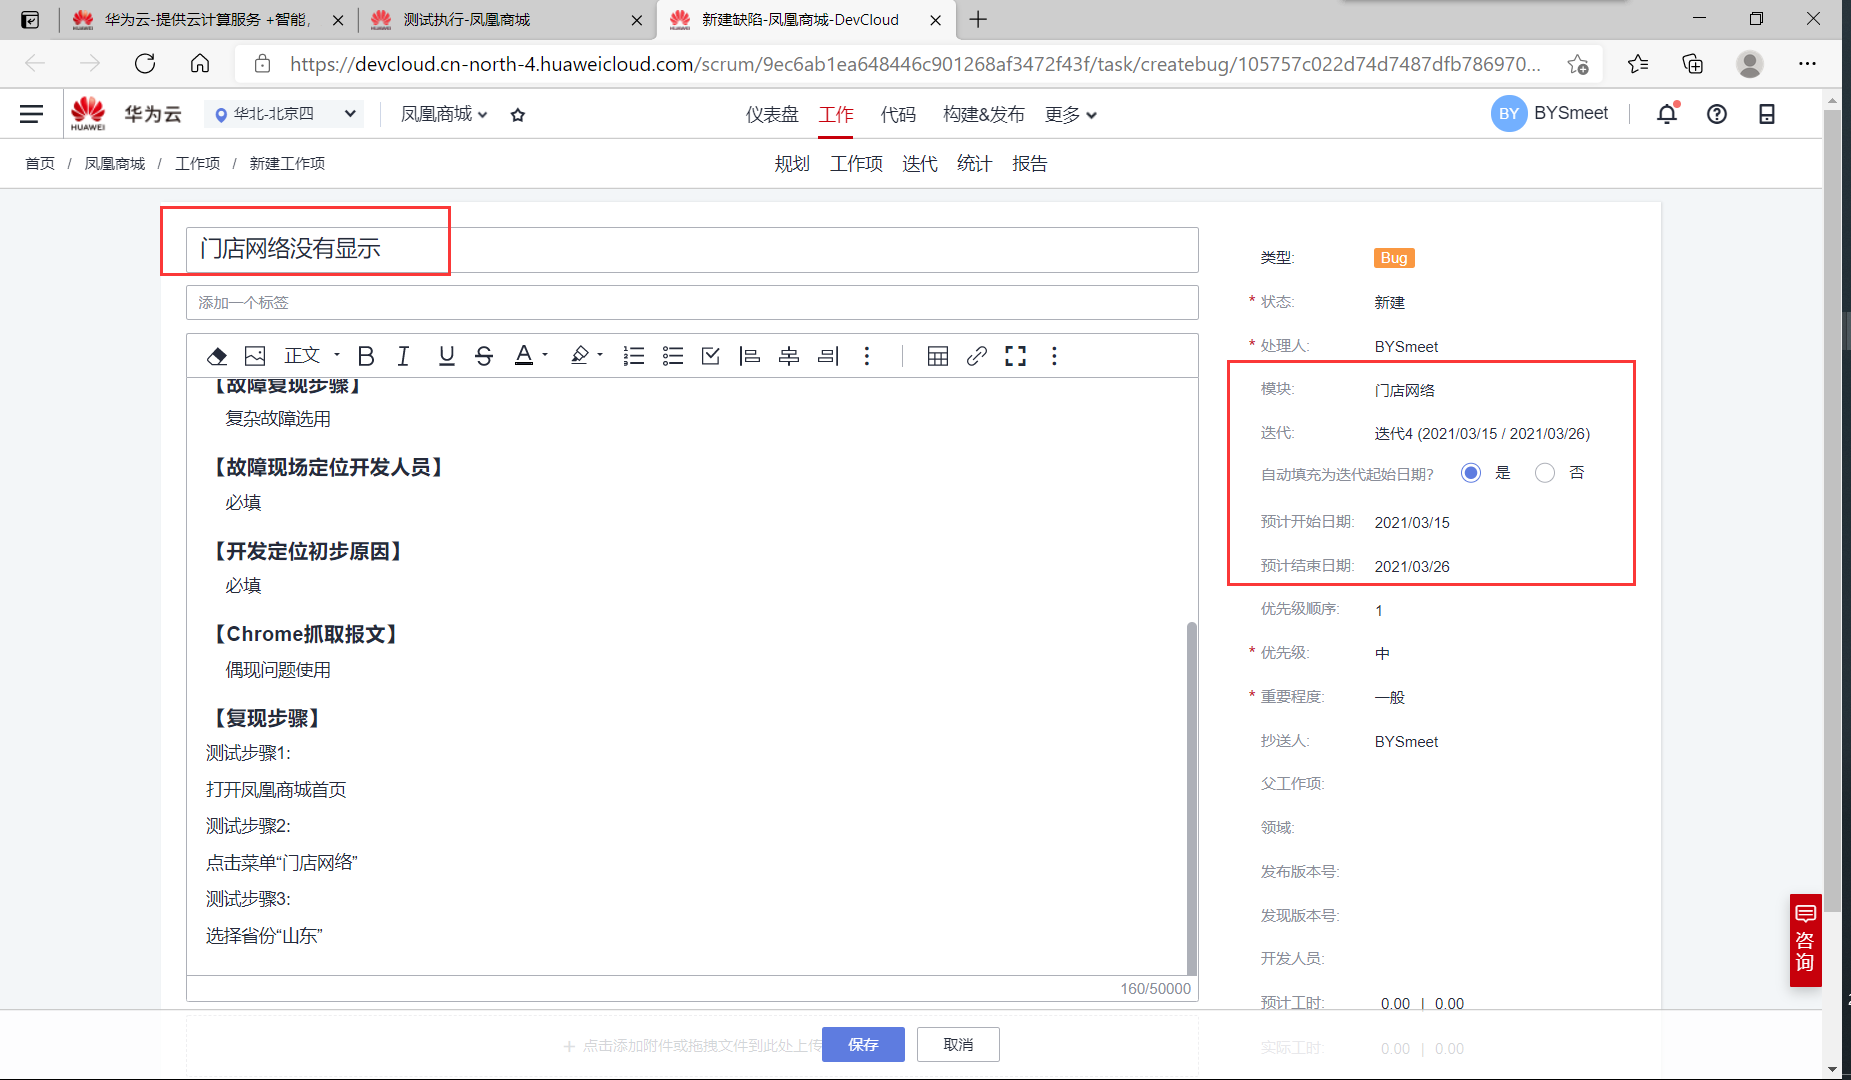 华为云-提供云计算服务 +智能,
测试执行-凤凰商城
新建缺陷-凤凰商城-DevCloud
https://devcloud.cn-north-4.huaweicloud.com/scrum/9ec6ab1ea648446c901268af3472f43f/task/createbug/105757c022d74d7487dfb786970...
HUAWEI
华为云
华北-北京四
凤凰商城
仪表盘
工作
代码
构建&发布
更多
BY
BYSmeet
首页 / 凤凰商城 / 工作项 / 新建工作项
规划
工作项
迭代
统计
报告
门店网络没有显示
添加一个标签
正文
【故障复现步骤】
复杂故障选用
【故障现场定位开发人员】
必填
【开发定位初步原因】
必填
【Chrome抓取报文】
偶现问题使用
【复现步骤】
测试步骤1:
打开凤凰商城首页
测试步骤2:
点击菜单“门店网络”
测试步骤3:
选择省份“山东”
160/50000
点击添加附件或拖拽文件到此处上传
保存
取消
类型: Bug
* 状态: 新建
* 处理人: BYSmeet
模块: 门店网络
迭代: 迭代4 (2021/03/15 / 2021/03/26)
自动填充为迭代起始日期? 是 否
预计开始日期: 2021/03/15
预计结束日期: 2021/03/26
优先级顺序: 1
* 优先级: 中
* 重要程度: 一般
抄送人: BYSmeet
父工作项:
领域:
发布版本号:
发现版本号:
开发人员:
预计工时: 0.00 | 0.00
实际工时: 0.00 | 0.00
咨
询